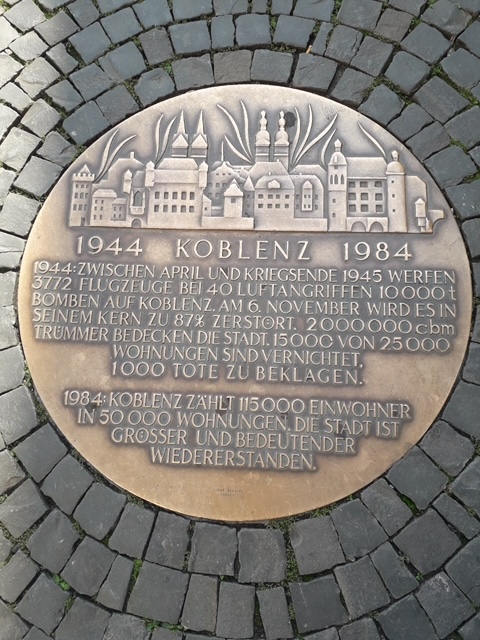 1944 KOBLENZ 1984
1944: ZWISCHEN APRIL UND KRIEGSENDE 1945 WERFEN
3772 FLUGZEUGE BEI 40 LUFTANGRIFFEN 10000 t
BOMBEN AUF KOBLENZ. AM 6. NOVEMBER WIRD ES IN
SEINEM KERN ZU 87% ZERSTÖRT. 2000000 cbm
TRÜMMER BEDECKEN DIE STADT. 15000 VON 25000
WOHNUNGEN SIND VERNICHTET,
1000 TOTE ZU BEKLAGEN.
1984: KOBLENZ ZÄHLT 115000 EINWOHNER
IN 50000 WOHNUNGEN. DIE STADT IST
GRÖSSER UND BEDEUTENDER
WIEDERERSTANDEN.